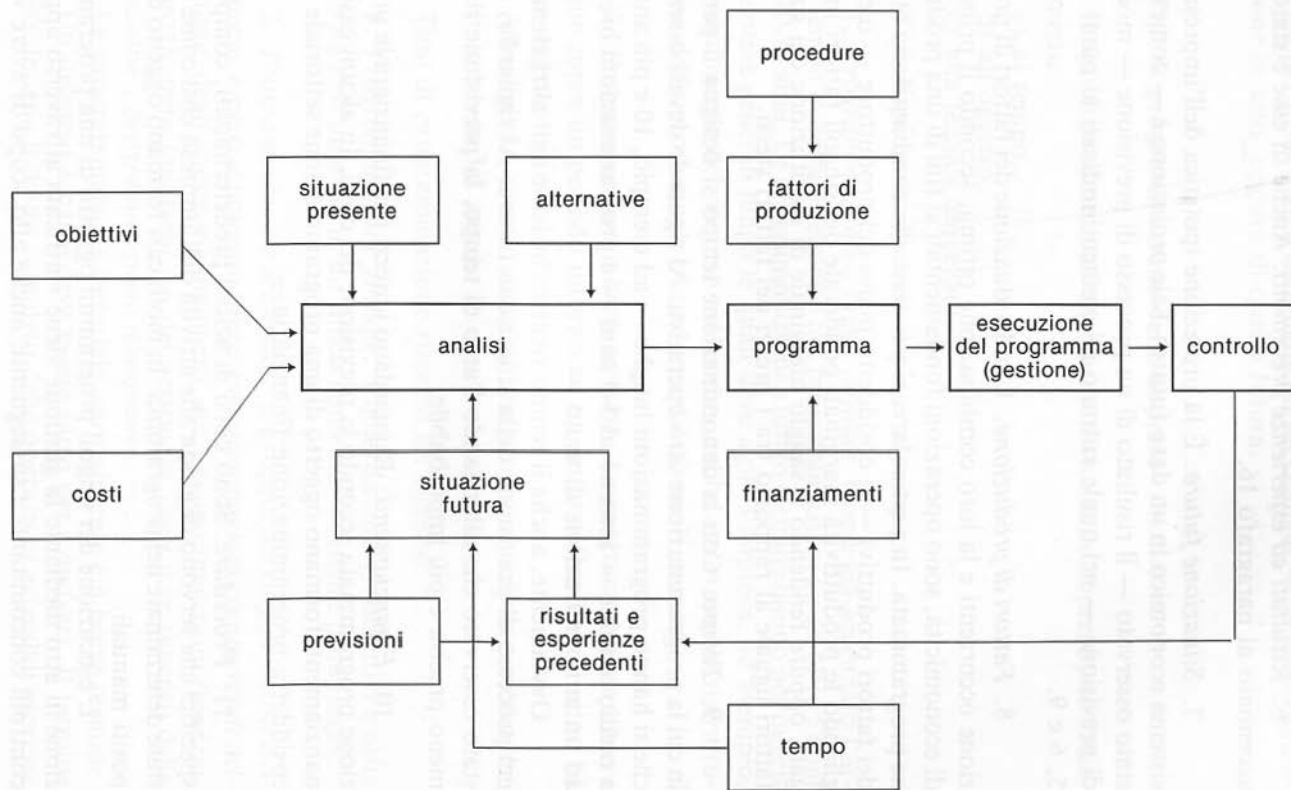 procedure
situazione
presente
alternative
fattori di
produzione
obiettivi
analisi
programma
esecuzione
del programma
(gestione)
controllo
costi
situazione
futura
finanziamenti
previsioni
risultati e
esperienze
precedenti
tempo